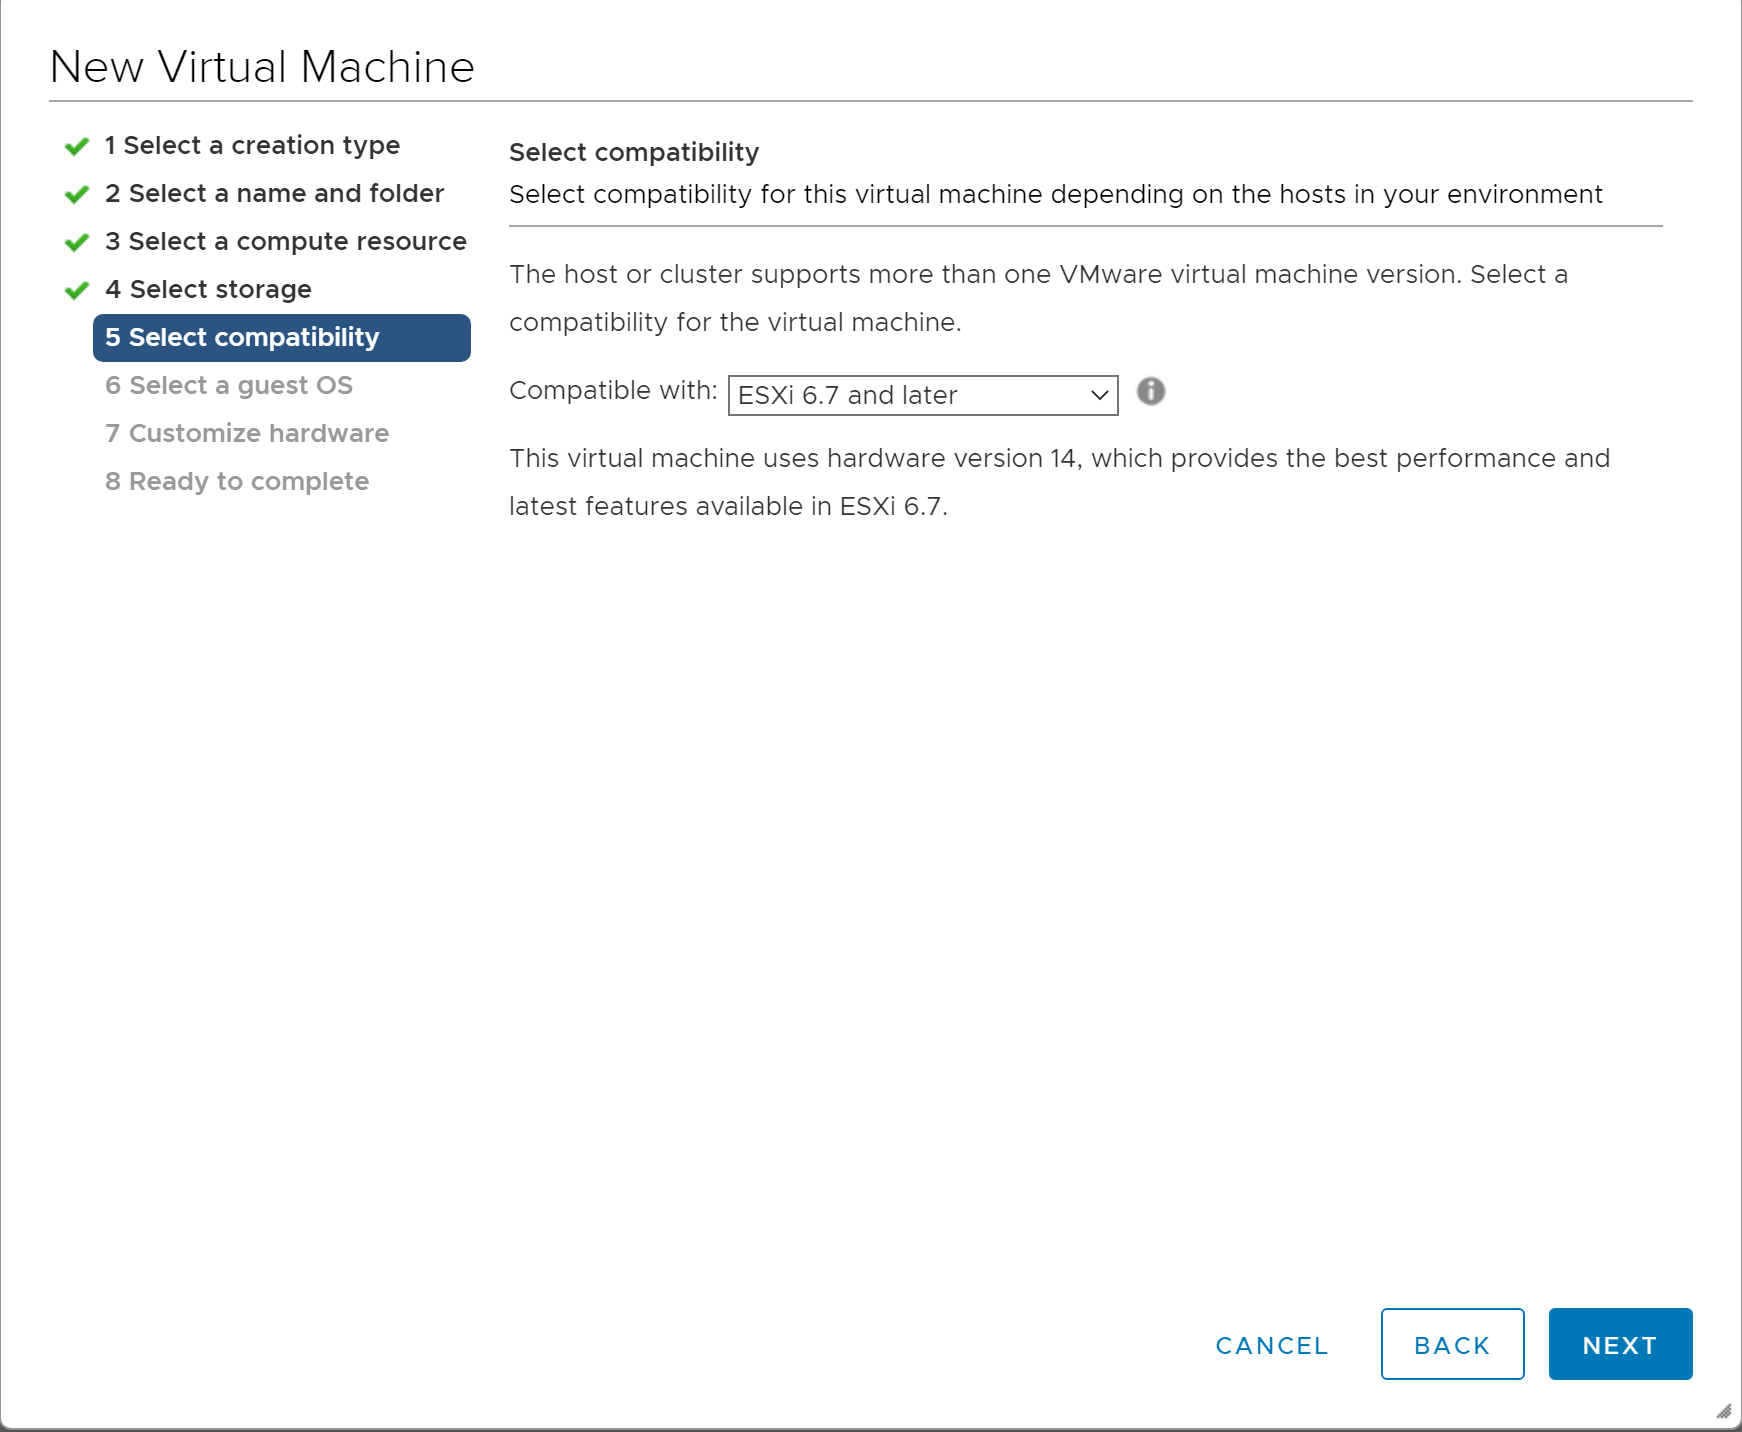 New Virtual Machine
1 Select a creation type
2 Select a name and folder
3 Select a compute resource
4 Select storage
5 Select compatibility
6 Select a guest OS
7 Customize hardware
8 Ready to complete
Select compatibility
Select compatibility for this virtual machine depending on the hosts in your environment
The host or cluster supports more than one VMware virtual machine version. Select a
compatibility for the virtual machine.
Compatible with: ESXi 6.7 and later
This virtual machine uses hardware version 14, which provides the best performance and
latest features available in ESXi 6.7.
CANCEL BACK NEXT